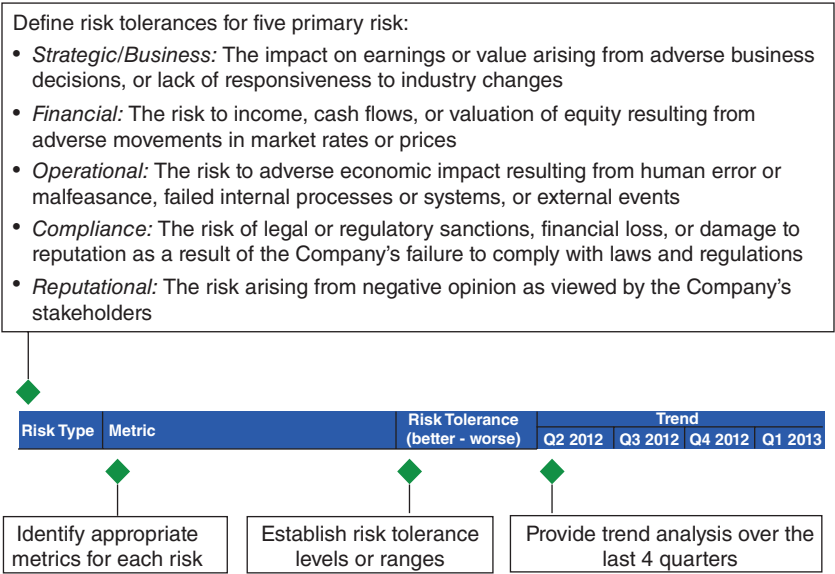 Define risk tolerances for five primary risk:
• Strategic/Business: The impact on earnings or value arising from adverse business
decisions, or lack of responsiveness to industry changes
• Financial: The risk to income, cash flows, or valuation of equity resulting from
adverse movements in market rates or prices
• Operational: The risk to adverse economic impact resulting from human error or
malfeasance, failed internal processes or systems, or external events
• Compliance: The risk of legal or regulatory sanctions, financial loss, or damage to
reputation as a result of the Company's failure to comply with laws and regulations
• Reputational: The risk arising from negative opinion as viewed by the Company's
stakeholders
Risk Type
Metric
Risk Tolerance
(better - worse)
Trend
Q2 2012
Q3 2012
Q4 2012
Q1 2013
Identify appropriate
metrics for each risk
Establish risk tolerance
levels or ranges
Provide trend analysis over the
last 4 quarters